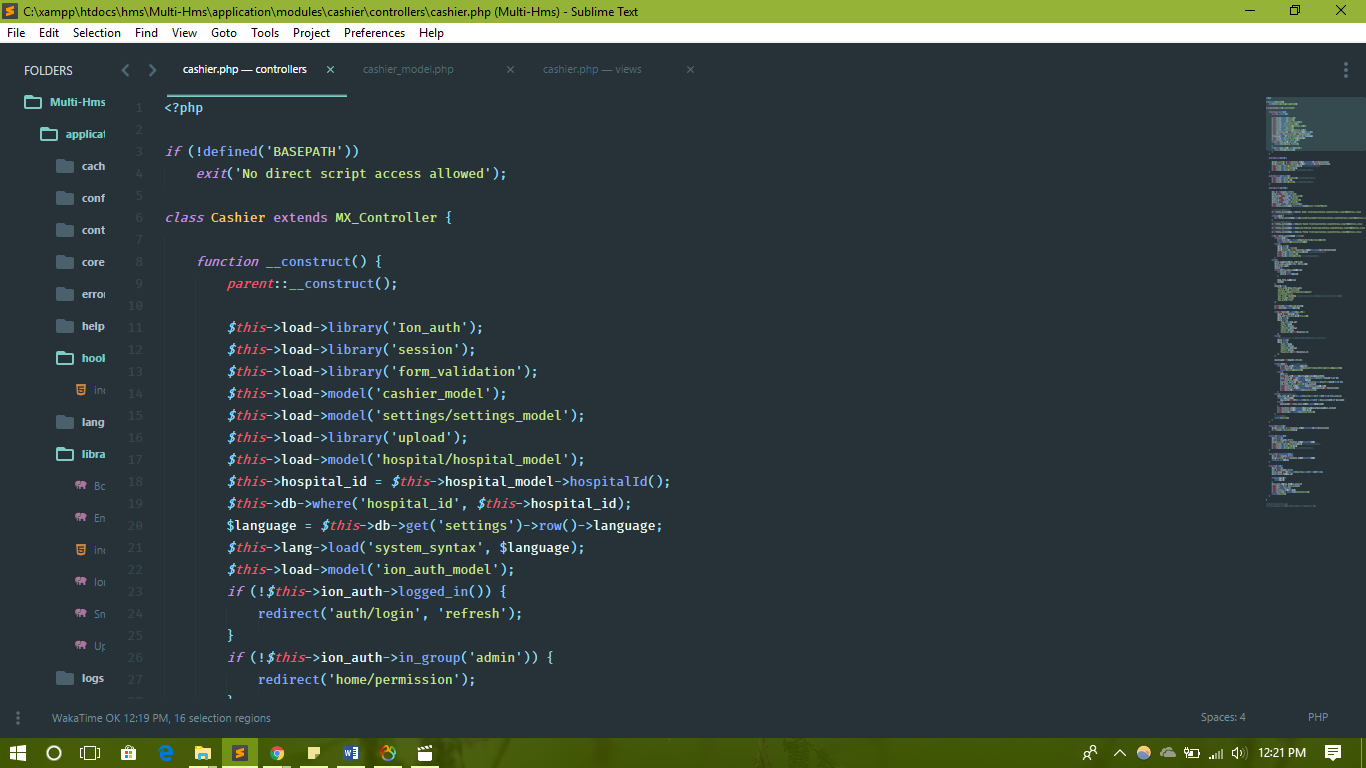 C:\xampp\htdocs\hms\Multi-Hms\application\modules\cashier\controllers\cashier.php (Multi-Hms) - Sublime Text
File Edit Selection Find View Goto Tools Project Preferences Help
FOLDERS
cashier.php — controllers
cashier_model.php
cashier.php — views
Multi-Hms
applicat
cach
conf
cont
core
error
help
hook
inc
lang
libra
Bc
En
inc
Ior
Sn
Up
logs
1 <?php
2
3 if (!defined('BASEPATH'))
4 exit('No direct script access allowed');
5
6 class Cashier extends MX_Controller {
7
8 function __construct() {
9 parent::__construct();
10
11 $this->load->library('Ion_auth');
12 $this->load->library('session');
13 $this->load->library('form_validation');
14 $this->load->model('cashier_model');
15 $this->load->model('settings/settings_model');
16 $this->load->library('upload');
17 $this->load->model('hospital/hospital_model');
18 $this->hospital_id = $this->hospital_model->hospitalId();
19 $this->db->where('hospital_id', $this->hospital_id);
20 $language = $this->db->get('settings')->row()->language;
21 $this->lang->load('system_syntax', $language);
22 $this->load->model('ion_auth_model');
23 if (!$this->ion_auth->logged_in()) {
24 redirect('auth/login', 'refresh');
25 }
26 if (!$this->ion_auth->in_group('admin')) {
27 redirect('home/permission');
WakaTime OK 12:19 PM, 16 selection regions
Spaces: 4
PHP
12:21 PM